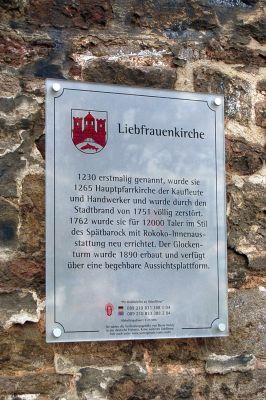 Liebfrauenkirche
1230 erstmalig genannt, wurde sie
1265 Hauptpfarrkirche der Kaufleute
und Handwerker und wurde durch den
Stadtbrand von 1751 völlig zerstört.
1762 wurde sie für 12000 Taler im Stil
des Spätbarock mit Rokoko-Innenaus-
stattung neu errichtet. Der Glocken-
turm wurde 1890 erbaut und verfügt
über eine begehbare Aussichtsplattform.